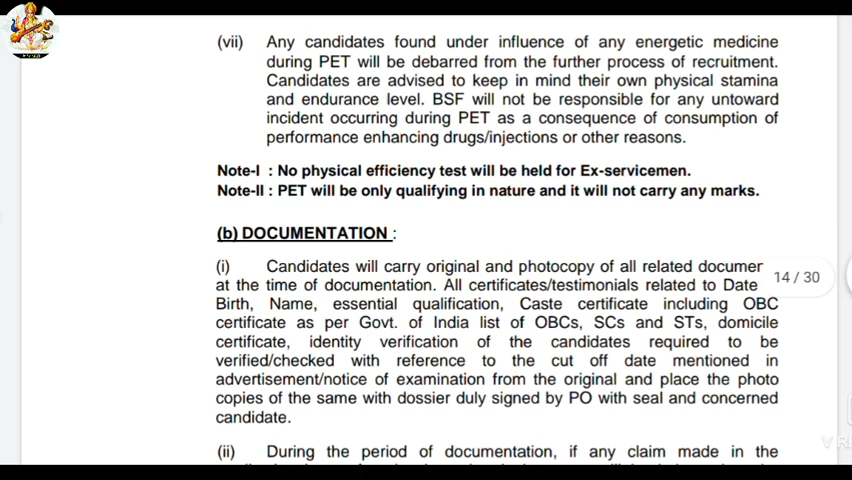 (vii) Any candidates found under influence of any energetic medicine
during PET will be debarred from the further process of recruitment.
Candidates are advised to keep in mind their own physical stamina
and endurance level. BSF will not be responsible for any untoward
incident occurring during PET as a consequence of consumption of
performance enhancing drugs/injections or other reasons.
Note-I : No physical efficiency test will be held for Ex-servicemen.
Note-II : PET will be only qualifying in nature and it will not carry any marks.
(b) DOCUMENTATION :
(i) Candidates will carry original and photocopy of all related documen
at the time of documentation. All certificates/testimonials related to Date
14 / 30
Birth, Name, essential qualification, Caste certificate including OBC
certificate as per Govt. of India list of OBCs, SCs and STs, domicile
certificate, identity verification of the candidates required to be
verified/checked with reference to the cut off date mentioned in
advertisement/notice of examination from the original and place the photo
copies of the same with dossier duly signed by PO with seal and concerned
candidate.
(ii) During the period of documentation, if any claim made in the